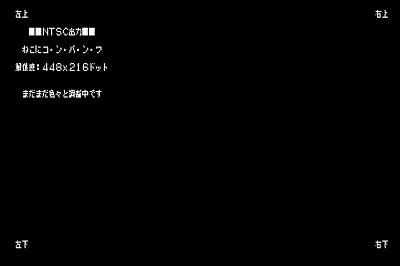 左上 右上
■■NTSC出力■■
ねこにコ・ン・バ・ン・ワ
解像度：448x216ドット
まだまだ色々と調整中です
左下 右下